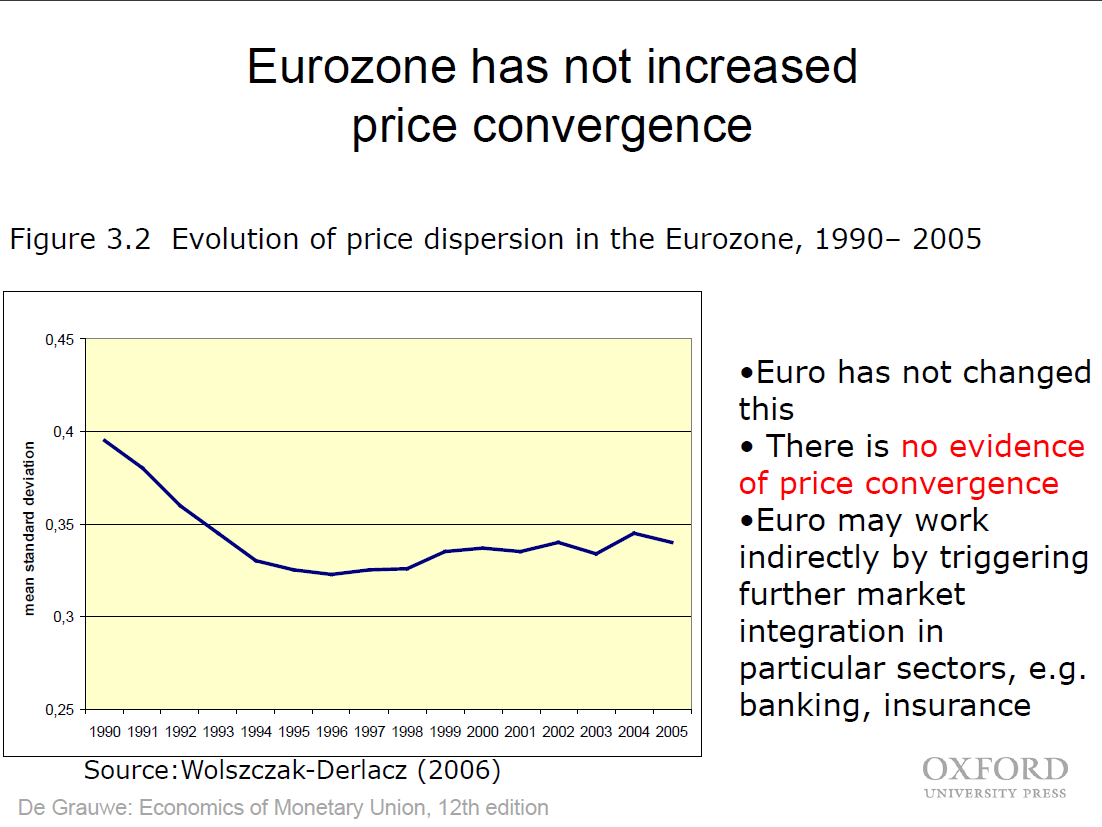 Eurozone has not increased
price convergence
Figure 3.2  Evolution of price dispersion in the Eurozone, 1990– 2005
0,45
0,4
0,35
0,3
0,25
mean standard deviation
1990 1991 1992 1993 1994 1995 1996 1997 1998 1999 2000 2001 2002 2003 2004 2005
•Euro has not changed
this
• There is no evidence
of price convergence
•Euro may work
indirectly by triggering
further market
integration in
particular sectors, e.g.
banking, insurance
Source:Wolszczak-Derlacz (2006)
De Grauwe: Economics of Monetary Union, 12th edition
OXFORD
UNIVERSITY PRESS